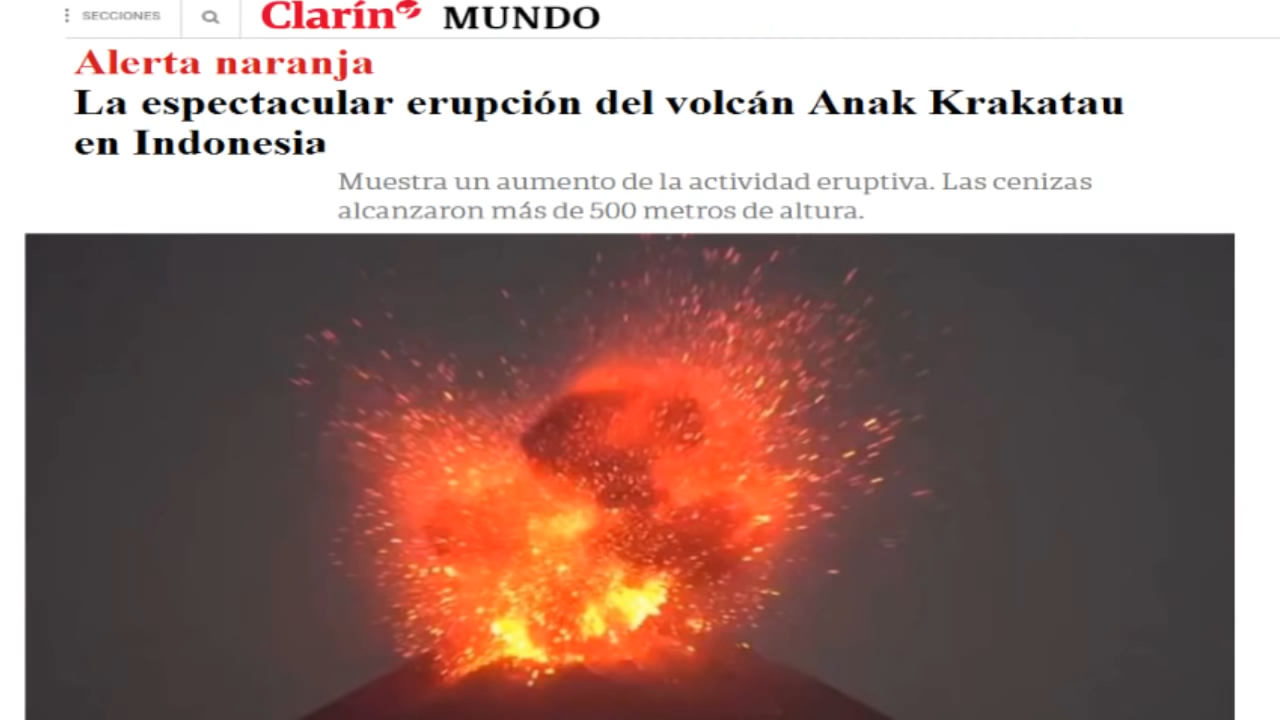 SECCIONES
Clarín MUNDO
Alerta naranja
La espectacular erupción del volcán Anak Krakatau
en Indonesia
Muestra un aumento de la actividad eruptiva. Las cenizas
alcanzaron más de 500 metros de altura.